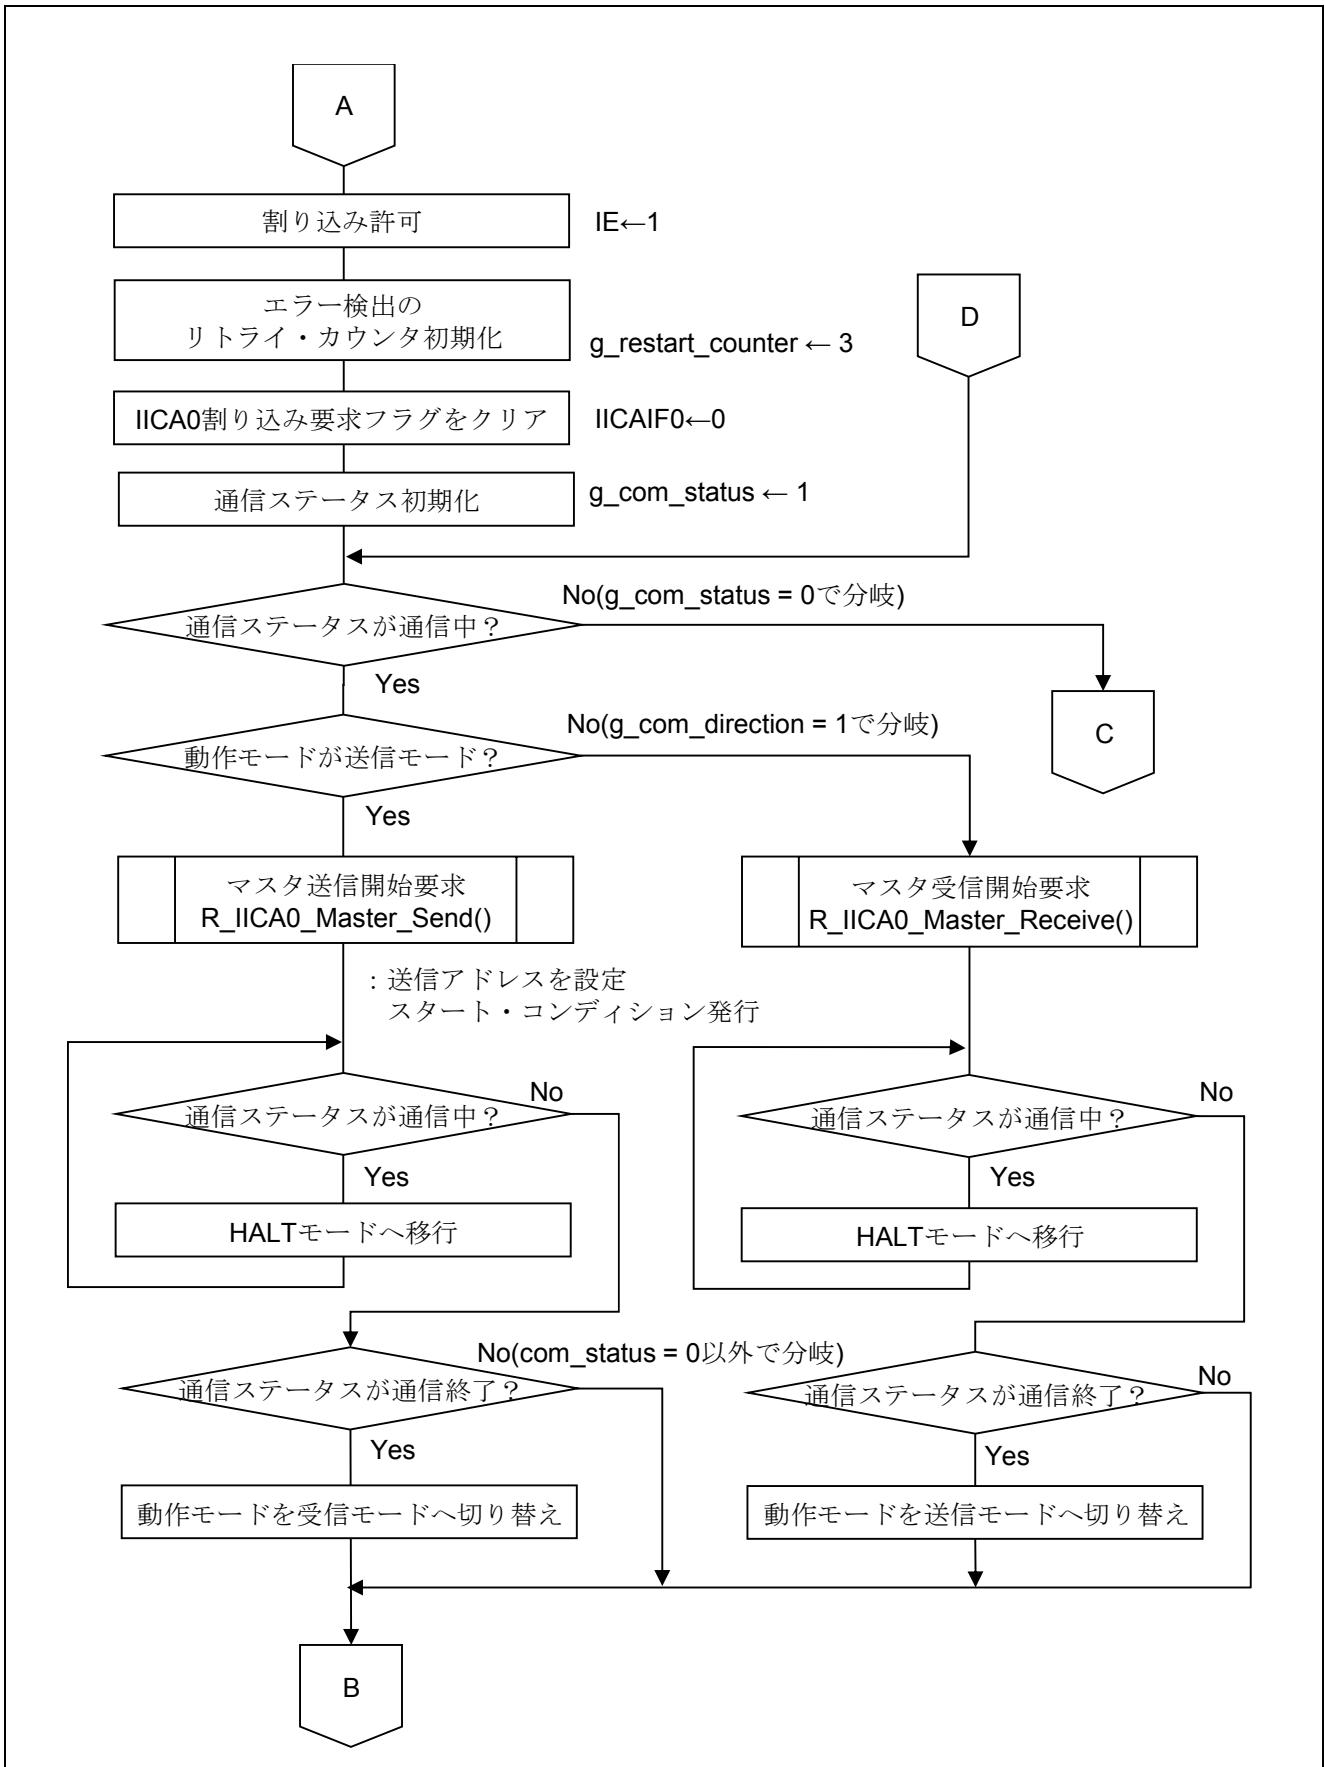 A
割り込み許可
IE←1
エラー検出の
リトライ・カウンタ初期化
g_restart_counter ← 3
D
IICA0割り込み要求フラグをクリア
IICAIF0←0
通信ステータス初期化
g_com_status ← 1
No(g_com_status = 0で分岐)
通信ステータスが通信中？
Yes
No(g_com_direction = 1で分岐)
C
動作モードが送信モード？
Yes
マスタ送信開始要求
R_IICA0_Master_Send()
マスタ受信開始要求
R_IICA0_Master_Receive()
：送信アドレスを設定
スタート・コンディション発行
No
通信ステータスが通信中？
Yes
HALTモードへ移行
No
通信ステータスが通信中？
Yes
HALTモードへ移行
No(com_status = 0以外で分岐)
通信ステータスが通信終了？
Yes
動作モードを受信モードへ切り替え
No
通信ステータスが通信終了？
Yes
動作モードを送信モードへ切り替え
B